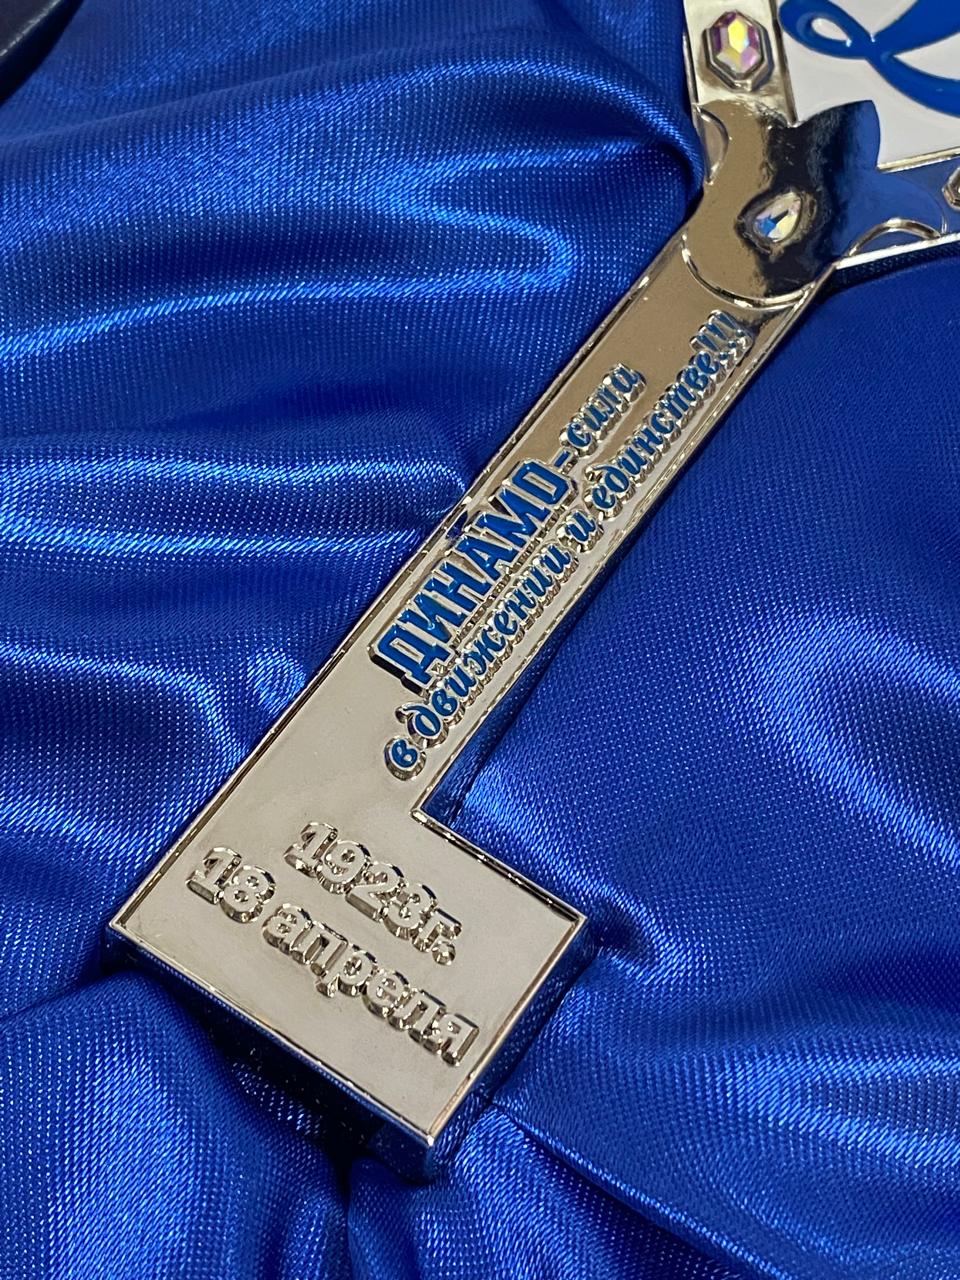 ДИНАМО-сила
в движении и единстве!!!
1923г.
18 апреля